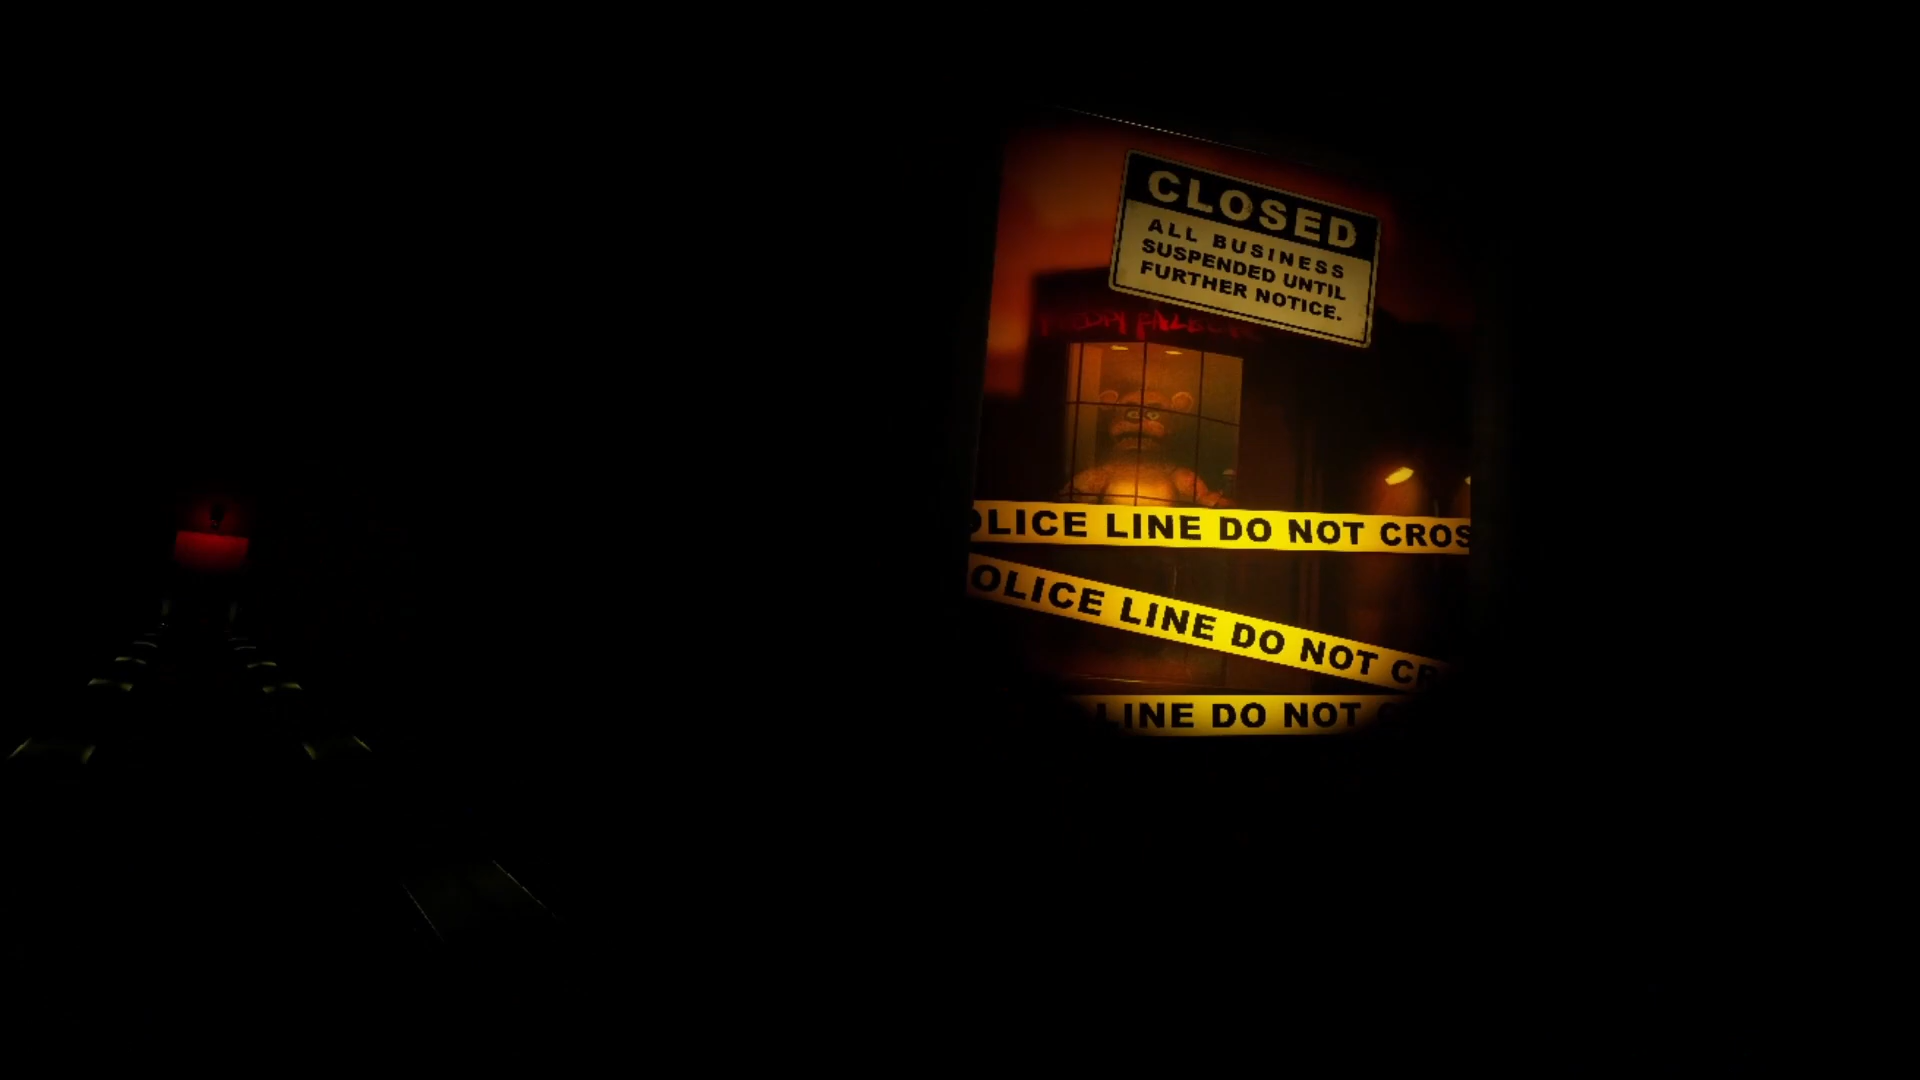 CLOSED
ALL BUSINESS
SUSPENDED UNTIL
FURTHER NOTICE.
OLICE LINE DO NOT CROS
OLICE LINE DO NOT CR
LINE DO NOT